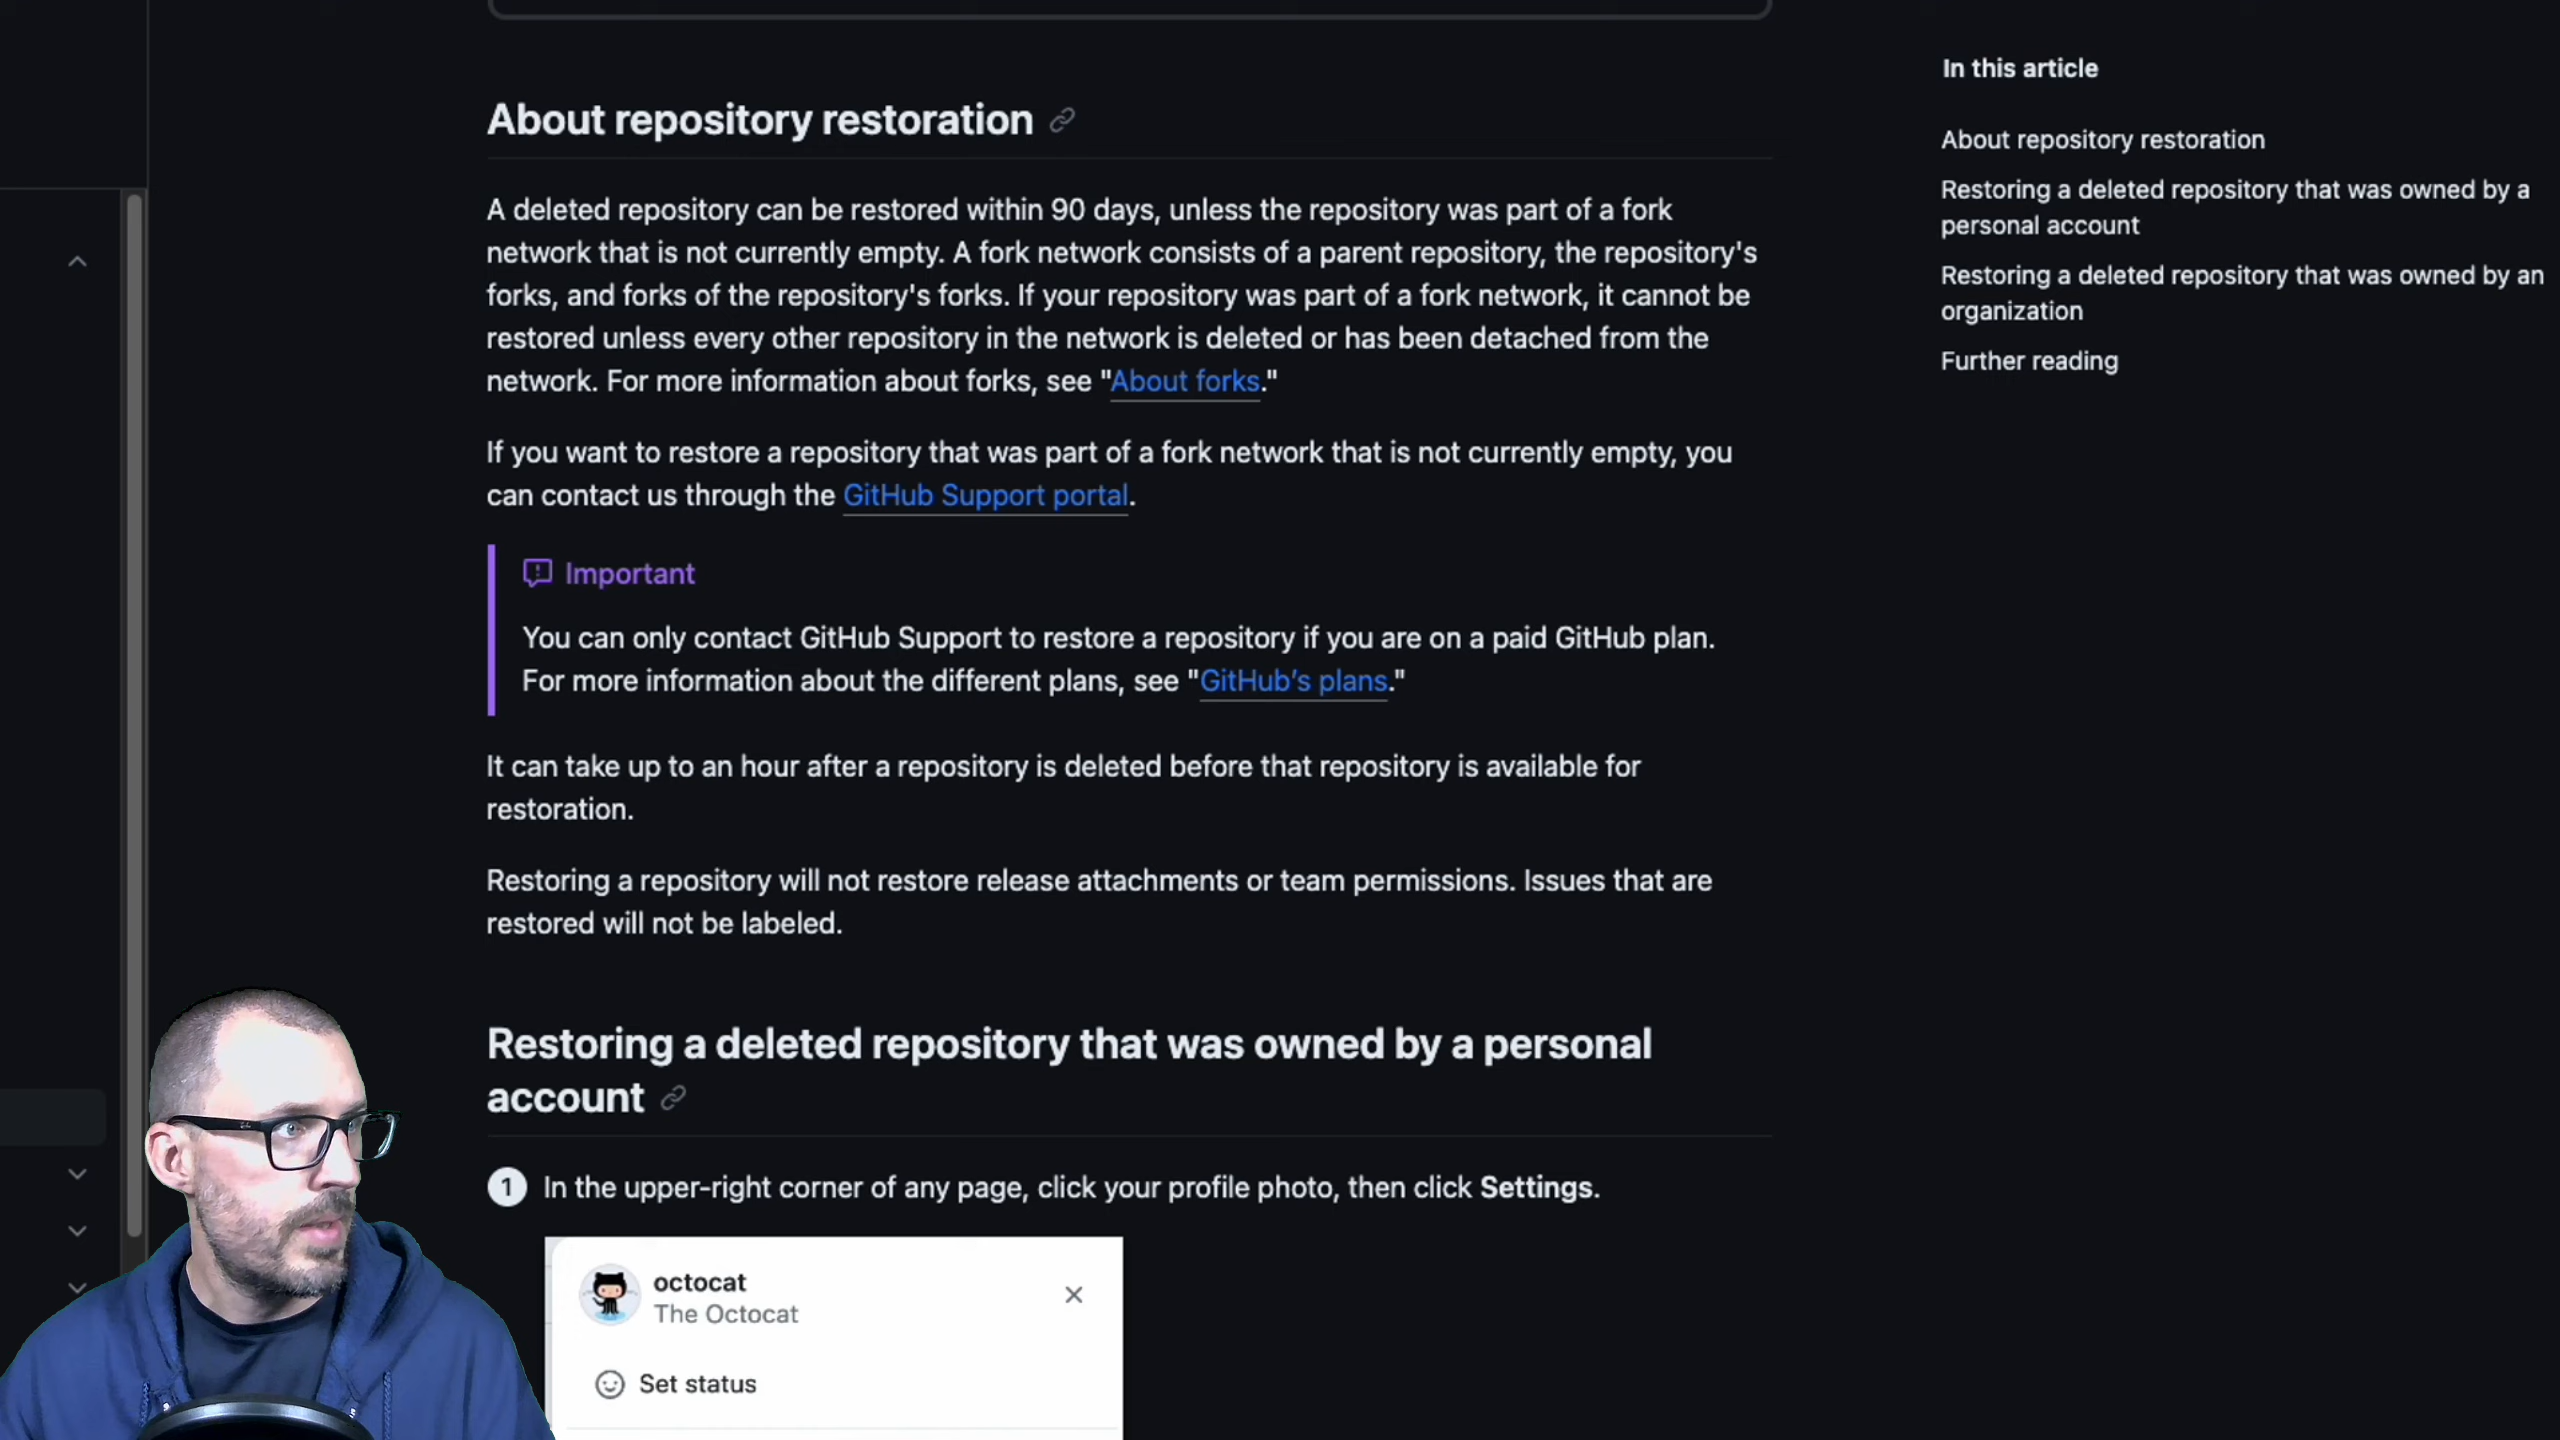 In this article
About repository restoration
A deleted repository can be restored within 90 days, unless the repository was part of a fork
network that is not currently empty. A fork network consists of a parent repository, the repository's
forks, and forks of the repository's forks. If your repository was part of a fork network, it cannot be
restored unless every other repository in the network is deleted or has been detached from the
network. For more information about forks, see "About forks."
If you want to restore a repository that was part of a fork network that is not currently empty, you
can contact us through the GitHub Support portal.
Important
You can only contact GitHub Support to restore a repository if you are on a paid GitHub plan.
For more information about the different plans, see "GitHub’s plans."
It can take up to an hour after a repository is deleted before that repository is available for
restoration.
Restoring a repository will not restore release attachments or team permissions. Issues that are
restored will not be labeled.
Restoring a deleted repository that was owned by a personal
account
1 In the upper-right corner of any page, click your profile photo, then click Settings.
octocat
The Octocat
Set status
About repository restoration
Restoring a deleted repository that was owned by a
personal account
Restoring a deleted repository that was owned by an
organization
Further reading